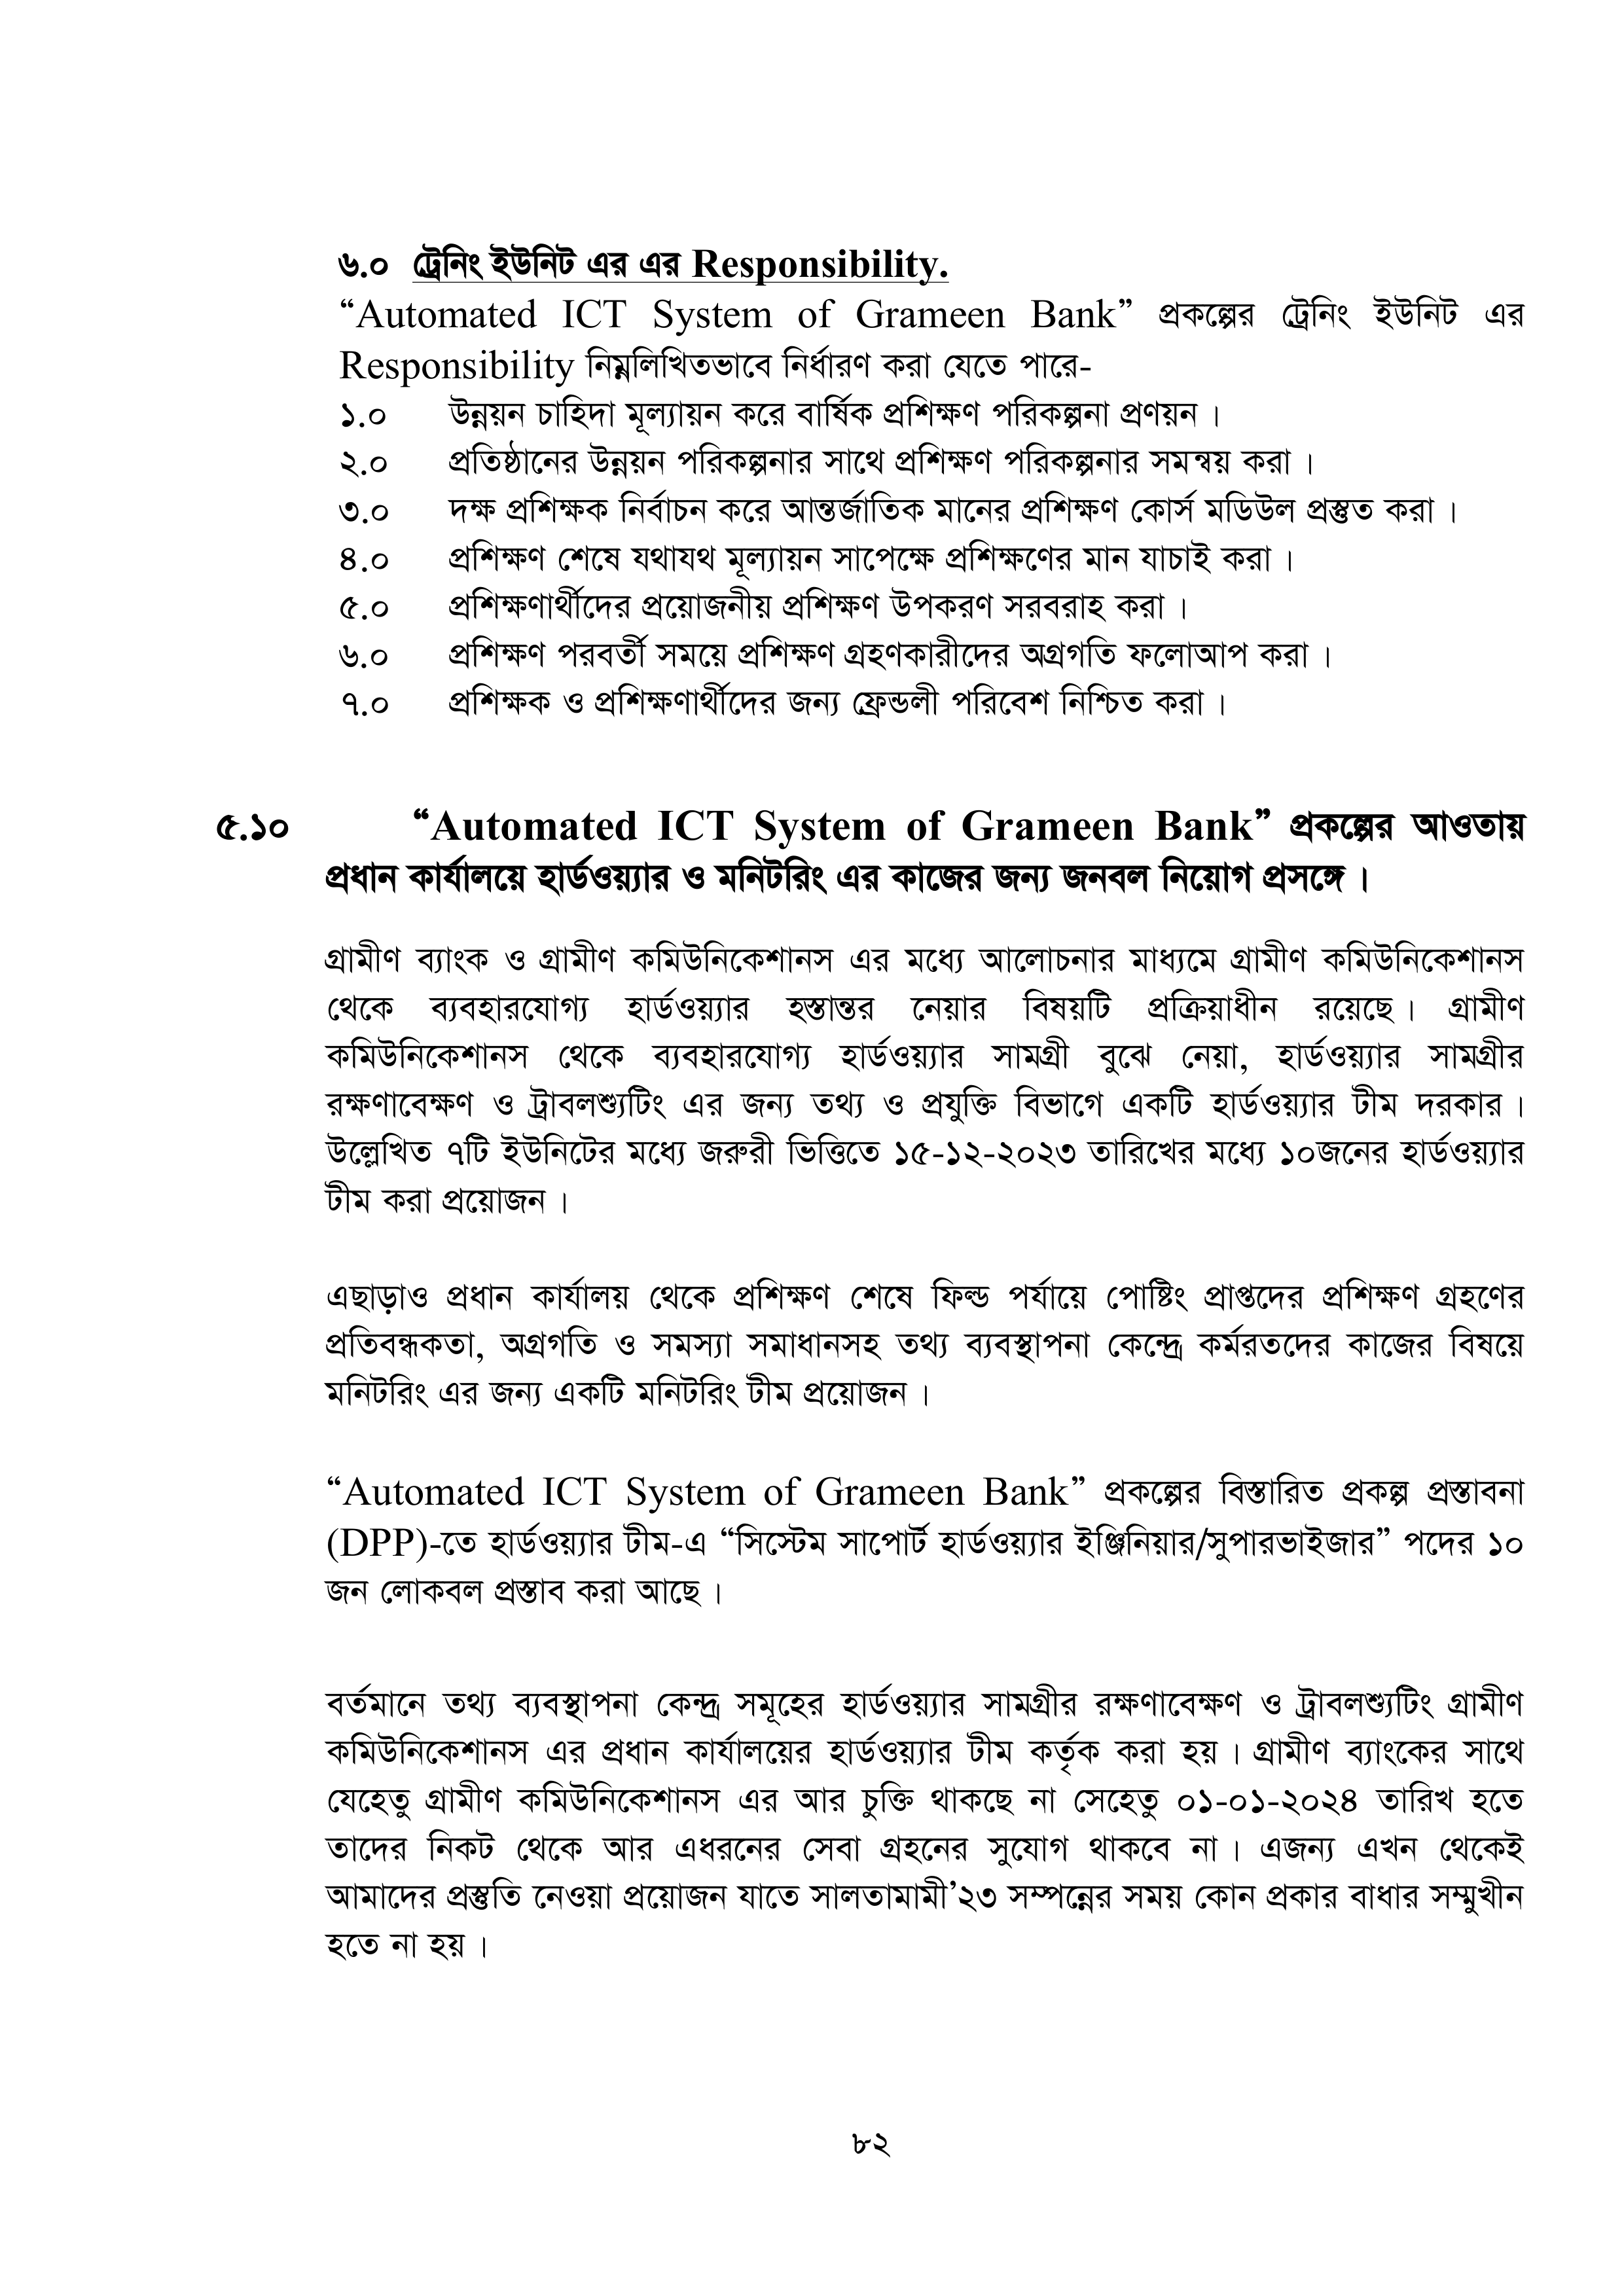 ৬.০ ট্রেনিং ইউনিট এর এর Responsibility.
“Automated ICT System of Grameen Bank” প্রকল্পের ট্রেনিং ইউনিট এর
Responsibility নিম্নলিখিতভাবে নির্ধারণ করা যেতে পারে-
১.০ উন্নয়ন চাহিদা মূল্যায়ন করে বার্ষিক প্রশিক্ষণ পরিকল্পনা প্রণয়ন।
২.০ প্রতিষ্ঠানের উন্নয়ন পরিকল্পনার সাথে প্রশিক্ষণ পরিকল্পনার সমন্বয় করা।
৩.০ দক্ষ প্রশিক্ষক নির্বাচন করে আন্তর্জাতিক মানের প্রশিক্ষণ কোর্স মডিউল প্রস্তুত করা।
৪.০ প্রশিক্ষণ শেষে যথাযথ মূল্যায়ন সাপেক্ষে প্রশিক্ষণের মান যাচাই করা।
৫.০ প্রশিক্ষণার্থীদের প্রয়োজনীয় প্রশিক্ষণ উপকরণ সরবরাহ করা।
৬.০ প্রশিক্ষণ পরবর্তী সময়ে প্রশিক্ষণ গ্রহণকারীদের অগ্রগতি ফলোআপ করা।
৭.০ প্রশিক্ষক ও প্রশিক্ষণার্থীদের জন্য ফ্রেন্ডলী পরিবেশ নিশ্চিত করা।
৫.১০ “Automated ICT System of Grameen Bank” প্রকল্পের আওতায়
প্রধান কার্যালয়ে হার্ডওয়্যার ও মনিটরিং এর কাজের জন্য জনবল নিয়োগ প্রসঙ্গে।
গ্রামীণ ব্যাংক ও গ্রামীণ কমিউনিকেশানস এর মধ্যে আলোচনার মাধ্যমে গ্রামীণ কমিউনিকেশানস
থেকে ব্যবহারযোগ্য হার্ডওয়্যার হস্তান্তর নেয়ার বিষয়টি প্রক্রিয়াধীন রয়েছে। গ্রামীণ
কমিউনিকেশানস থেকে ব্যবহারযোগ্য হার্ডওয়্যার সামগ্রী বুঝে নেয়া, হার্ডওয়্যার সামগ্রীর
রক্ষণাবেক্ষণ ও ট্রাবলশ্যুটিং এর জন্য তথ্য ও প্রযুক্তি বিভাগে একটি হার্ডওয়্যার টীম দরকার।
উল্লেখিত ৭টি ইউনিটের মধ্যে জরুরী ভিত্তিতে ১৫-১২-২০২৩ তারিখের মধ্যে ১০জনের হার্ডওয়্যার
টীম করা প্রয়োজন।
এছাড়াও প্রধান কার্যালয় থেকে প্রশিক্ষণ শেষে ফিল্ড পর্যায়ে পোষ্টিং প্রাপ্তদের প্রশিক্ষণ গ্রহণের
প্রতিবন্ধকতা, অগ্রগতি ও সমস্যা সমাধানসহ তথ্য ব্যবস্থাপনা কেন্দ্রে কর্মরতদের কাজের বিষয়ে
মনিটরিং এর জন্য একটি মনিটরিং টীম প্রয়োজন।
“Automated ICT System of Grameen Bank” প্রকল্পের বিস্তারিত প্রকল্প প্রস্তাবনা
(DPP)-তে হার্ডওয়্যার টীম-এ “সিস্টেম সাপোর্ট হার্ডওয়্যার ইঞ্জিনিয়ার/সুপারভাইজার” পদের ১০
জন লোকবল প্রস্তাব করা আছে।
বর্তমানে তথ্য ব্যবস্থাপনা কেন্দ্র সমূহের হার্ডওয়্যার সামগ্রীর রক্ষণাবেক্ষণ ও ট্রাবলশ্যুটিং গ্রামীণ
কমিউনিকেশানস এর প্রধান কার্যালয়ের হার্ডওয়্যার টীম কর্তৃক করা হয়। গ্রামীণ ব্যাংকের সাথে
যেহেতু গ্রামীণ কমিউনিকেশানস এর আর চুক্তি থাকছে না সেহেতু ০১-০১-২০২৪ তারিখ হতে
তাদের নিকট থেকে আর এধরনের সেবা গ্রহনের সুযোগ থাকবে না। এজন্য এখন থেকেই
আমাদের প্রস্তুতি নেওয়া প্রয়োজন যাতে সালতামামী’২৩ সম্পন্নের সময় কোন প্রকার বাধার সম্মুখীন
হতে না হয়।
৮২